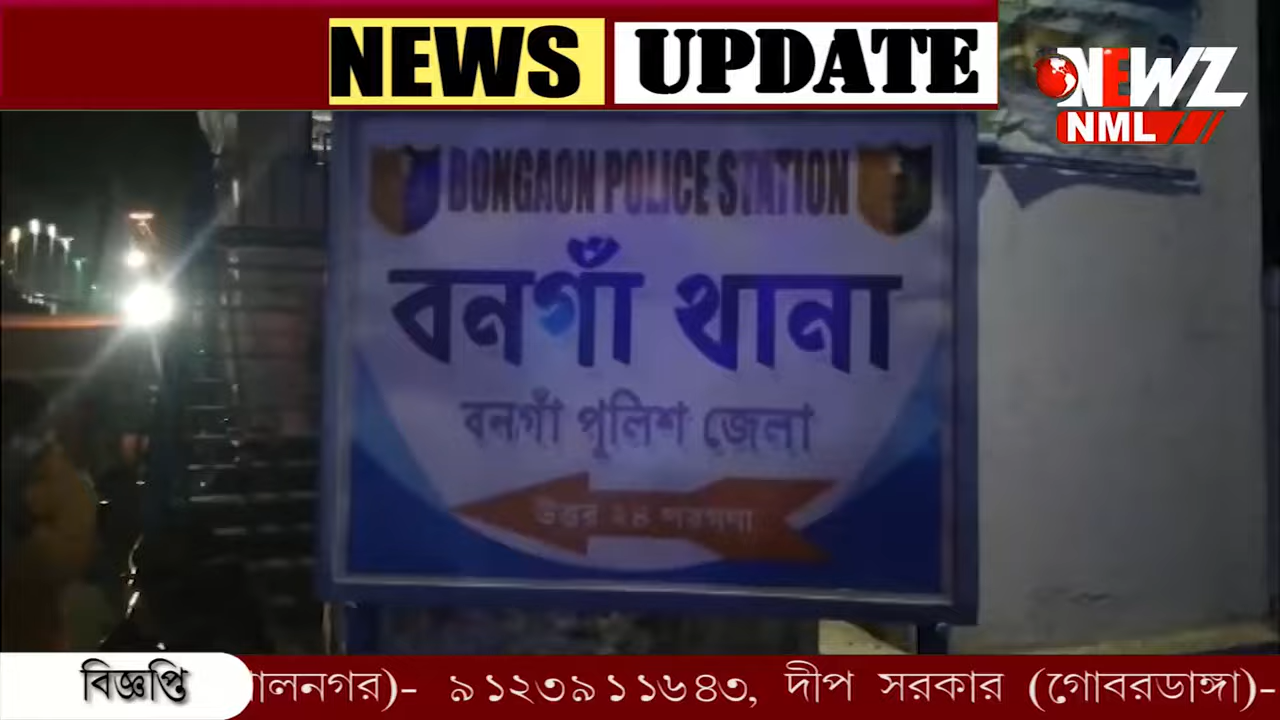 NEWS UPDATE
NEWZ
NML
BONGAON POLICE STATION
বনগাঁ থানা
বনগাঁ পুলিশ জেলা
উত্তর ২৪ পরগনা
বিজ্ঞপ্তি
ালনগর)- ৯১২৩৯১১৬৪৩, দীপ সরকার (গোবরডাঙ্গা)-